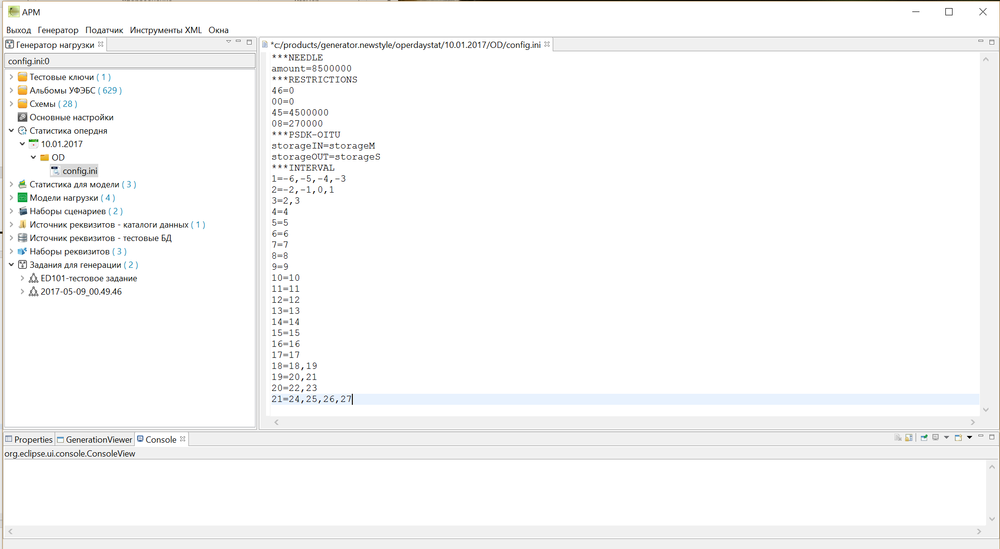 АРМ
Выход Генератор Податчик Инструменты XML Окна
Генератор нагрузки
config.ini:0
Тестовые ключи ( 1 )
Альбомы УФЭБС ( 629 )
Схемы ( 28 )
Основные настройки
Статистика опердня
10.01.2017
OD
config.ini
Статистика для модели ( 3 )
Модели нагрузки ( 4 )
Наборы сценариев ( 2 )
Источник реквизитов - каталоги данных ( 1 )
Источник реквизитов - тестовые БД
Наборы реквизитов ( 3 )
Задания для генерации ( 2 )
ED101-тестовое задание
2017-05-09_00.49.46
*c:/products/generator.newstyle/operdaystat/10.01.2017/OD/config.ini
***NEEDLE
amount=8500000
***RESTRICTIONS
46=0
00=0
45=4500000
08=270000
***PSDK-OITU
storageIN=storageM
storageOUT=storageS
***INTERVAL
1=-6,-5,-4,-3
2=-2,-1,0,1
3=2,3
4=4
5=5
6=6
7=7
8=8
9=9
10=10
11=11
12=12
13=13
14=14
15=15
16=16
17=17
18=18,19
19=20,21
20=22,23
21=24,25,26,27
Properties GenerationViewer Console
org.eclipse.ui.console.ConsoleView